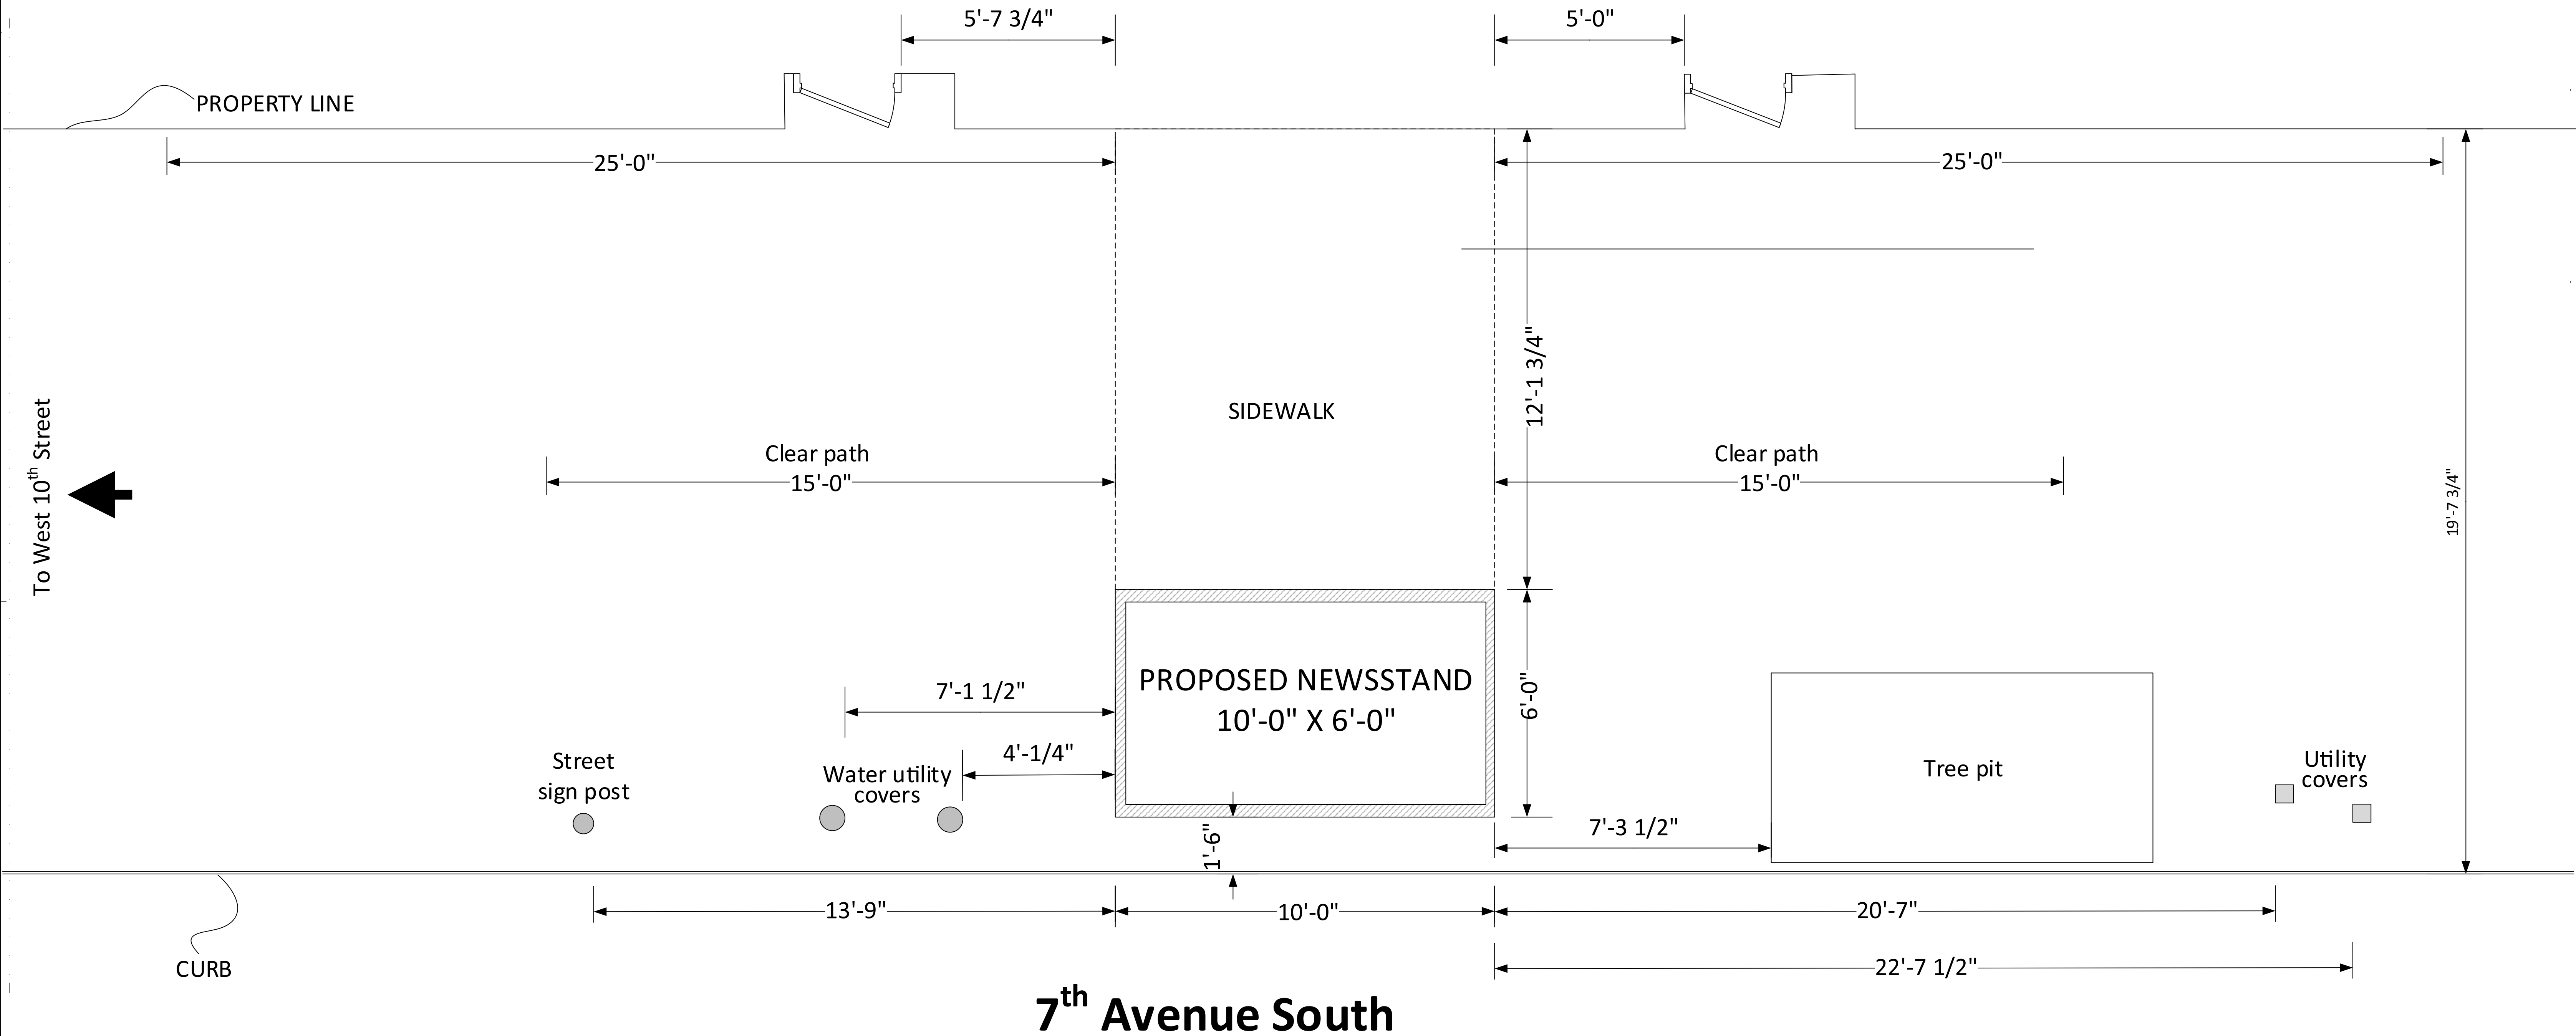 5'-7 3/4"
5'-0"
PROPERTY LINE
25'-0"
25'-0"
12'-1 3/4"
SIDEWALK
To West 10th Street
Clear path
15'-0"
Clear path
15'-0"
19'-7 3/4"
PROPOSED NEWSSTAND
10'-0" X 6'-0"
6'-0"
7'-1 1/2"
4'-1/4"
Street
sign post
Water utility
covers
Tree pit
Utility
covers
1'-6"
7'-3 1/2"
13'-9"
10'-0"
20'-7"
CURB
22'-7 1/2"
7th Avenue South